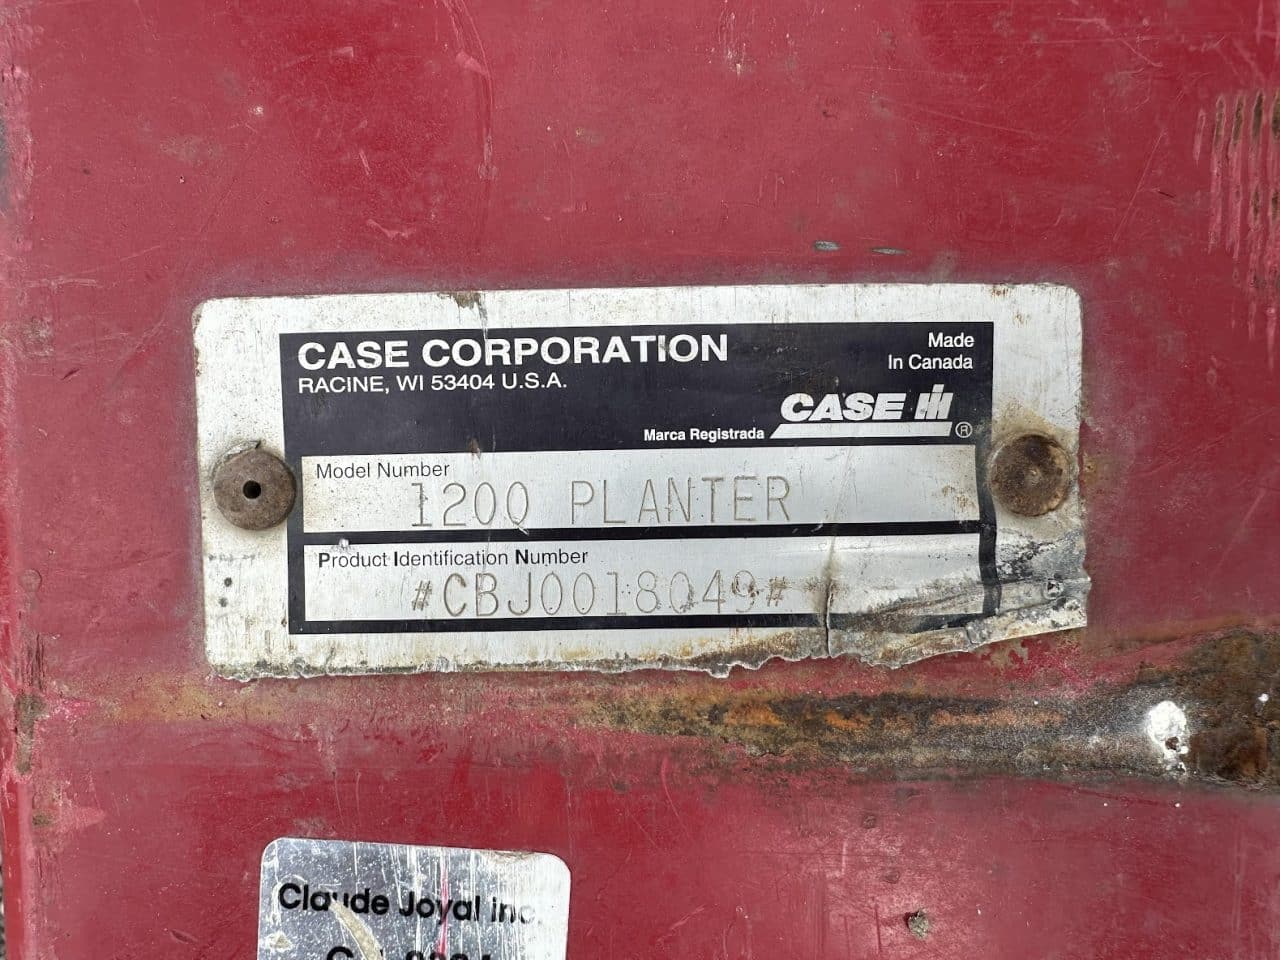 CASE CORPORATION
RACINE, WI 53404 U.S.A.
Made
In Canada
CASE IH
Marca Registrada ®
Model Number
1200 PLANTER
Product Identification Number
#CBJ0018049#
Claude Joyal inc.